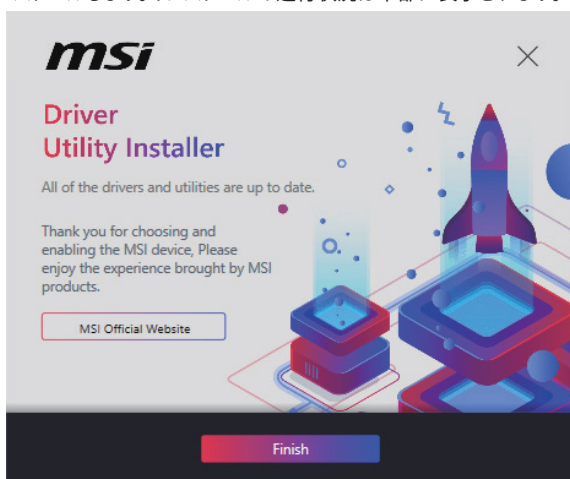 msi
Driver
Utility Installer
All of the drivers and utilities are up to date.
Thank you for choosing and
enabling the MSI device, Please
enjoy the experience brought by MSI
products.
MSI Official Website
Finish